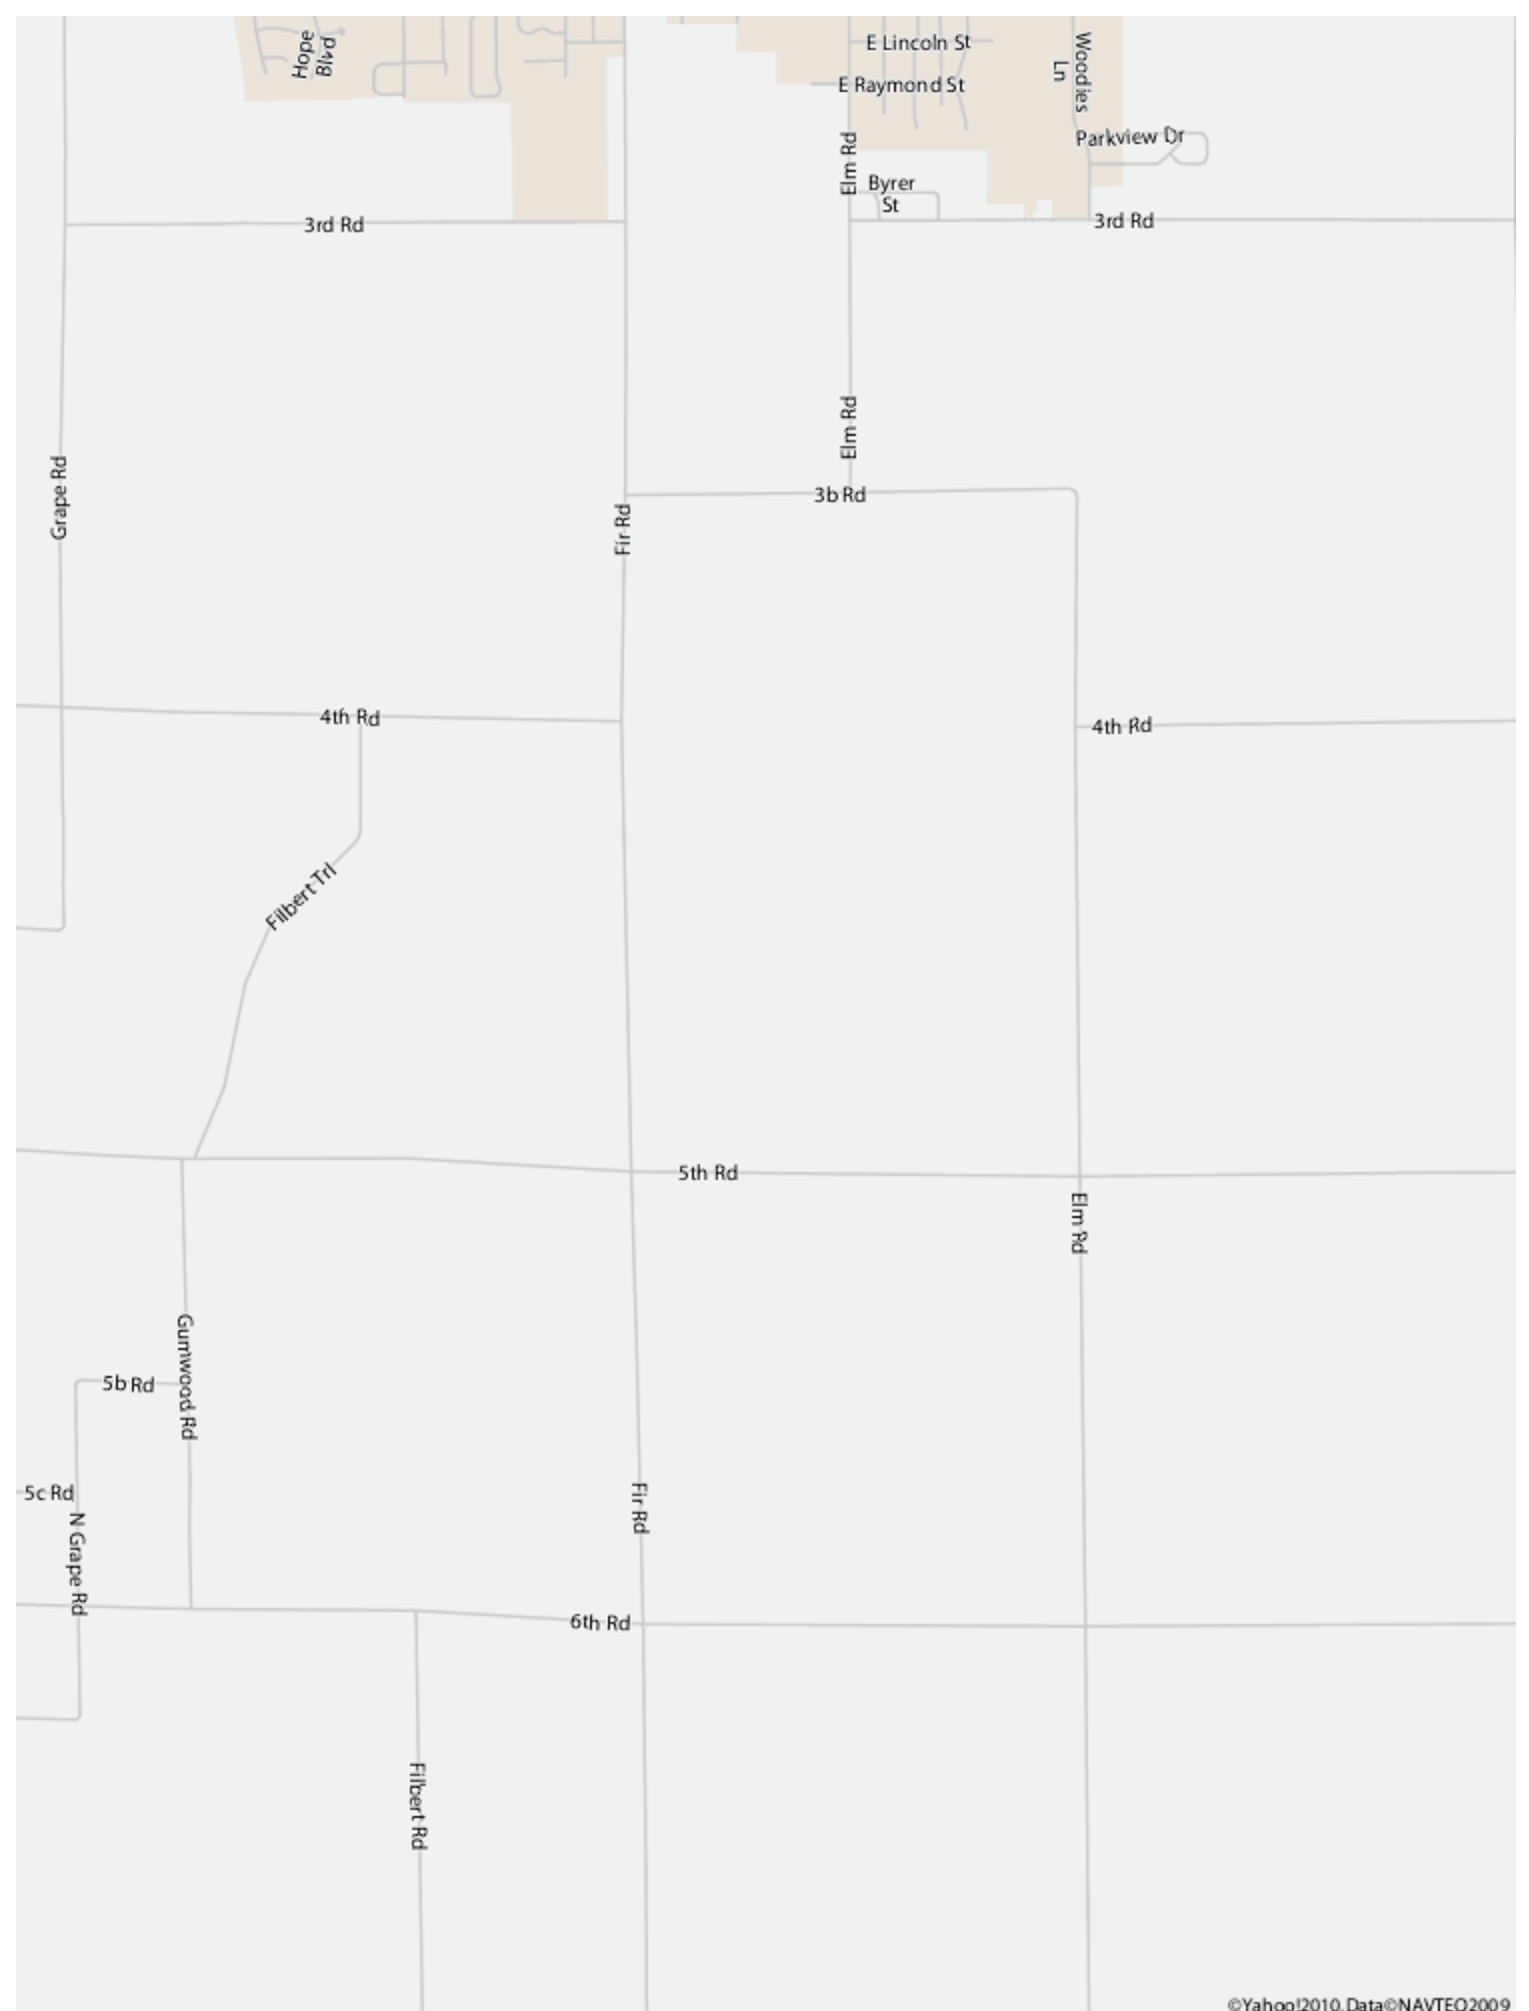 Hope
Blvd
E Lincoln St
Woodies
Ln
E Raymond St
Parkview Dr
Elm Rd
Byrer
St
3rd Rd
3rd Rd
Elm Rd
Grape Rd
3b Rd
Fir Rd
4th Rd
4th Rd
Filbert Trl
5th Rd
Elm Rd
Gumwood Rd
5b Rd
5c Rd
N Grape Rd
Fir Rd
6th Rd
Filbert Rd
©Yahoo!2010, Data©NAVTEQ2009